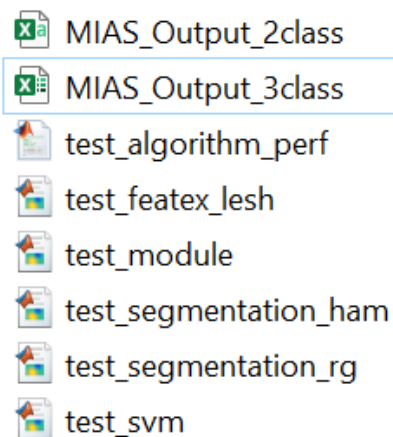 MIAS_Output_2class
MIAS_Output_3class
test_algorithm_perf
test_featex_lesh
test_module
test_segmentation_ham
test_segmentation_rg
test_svm